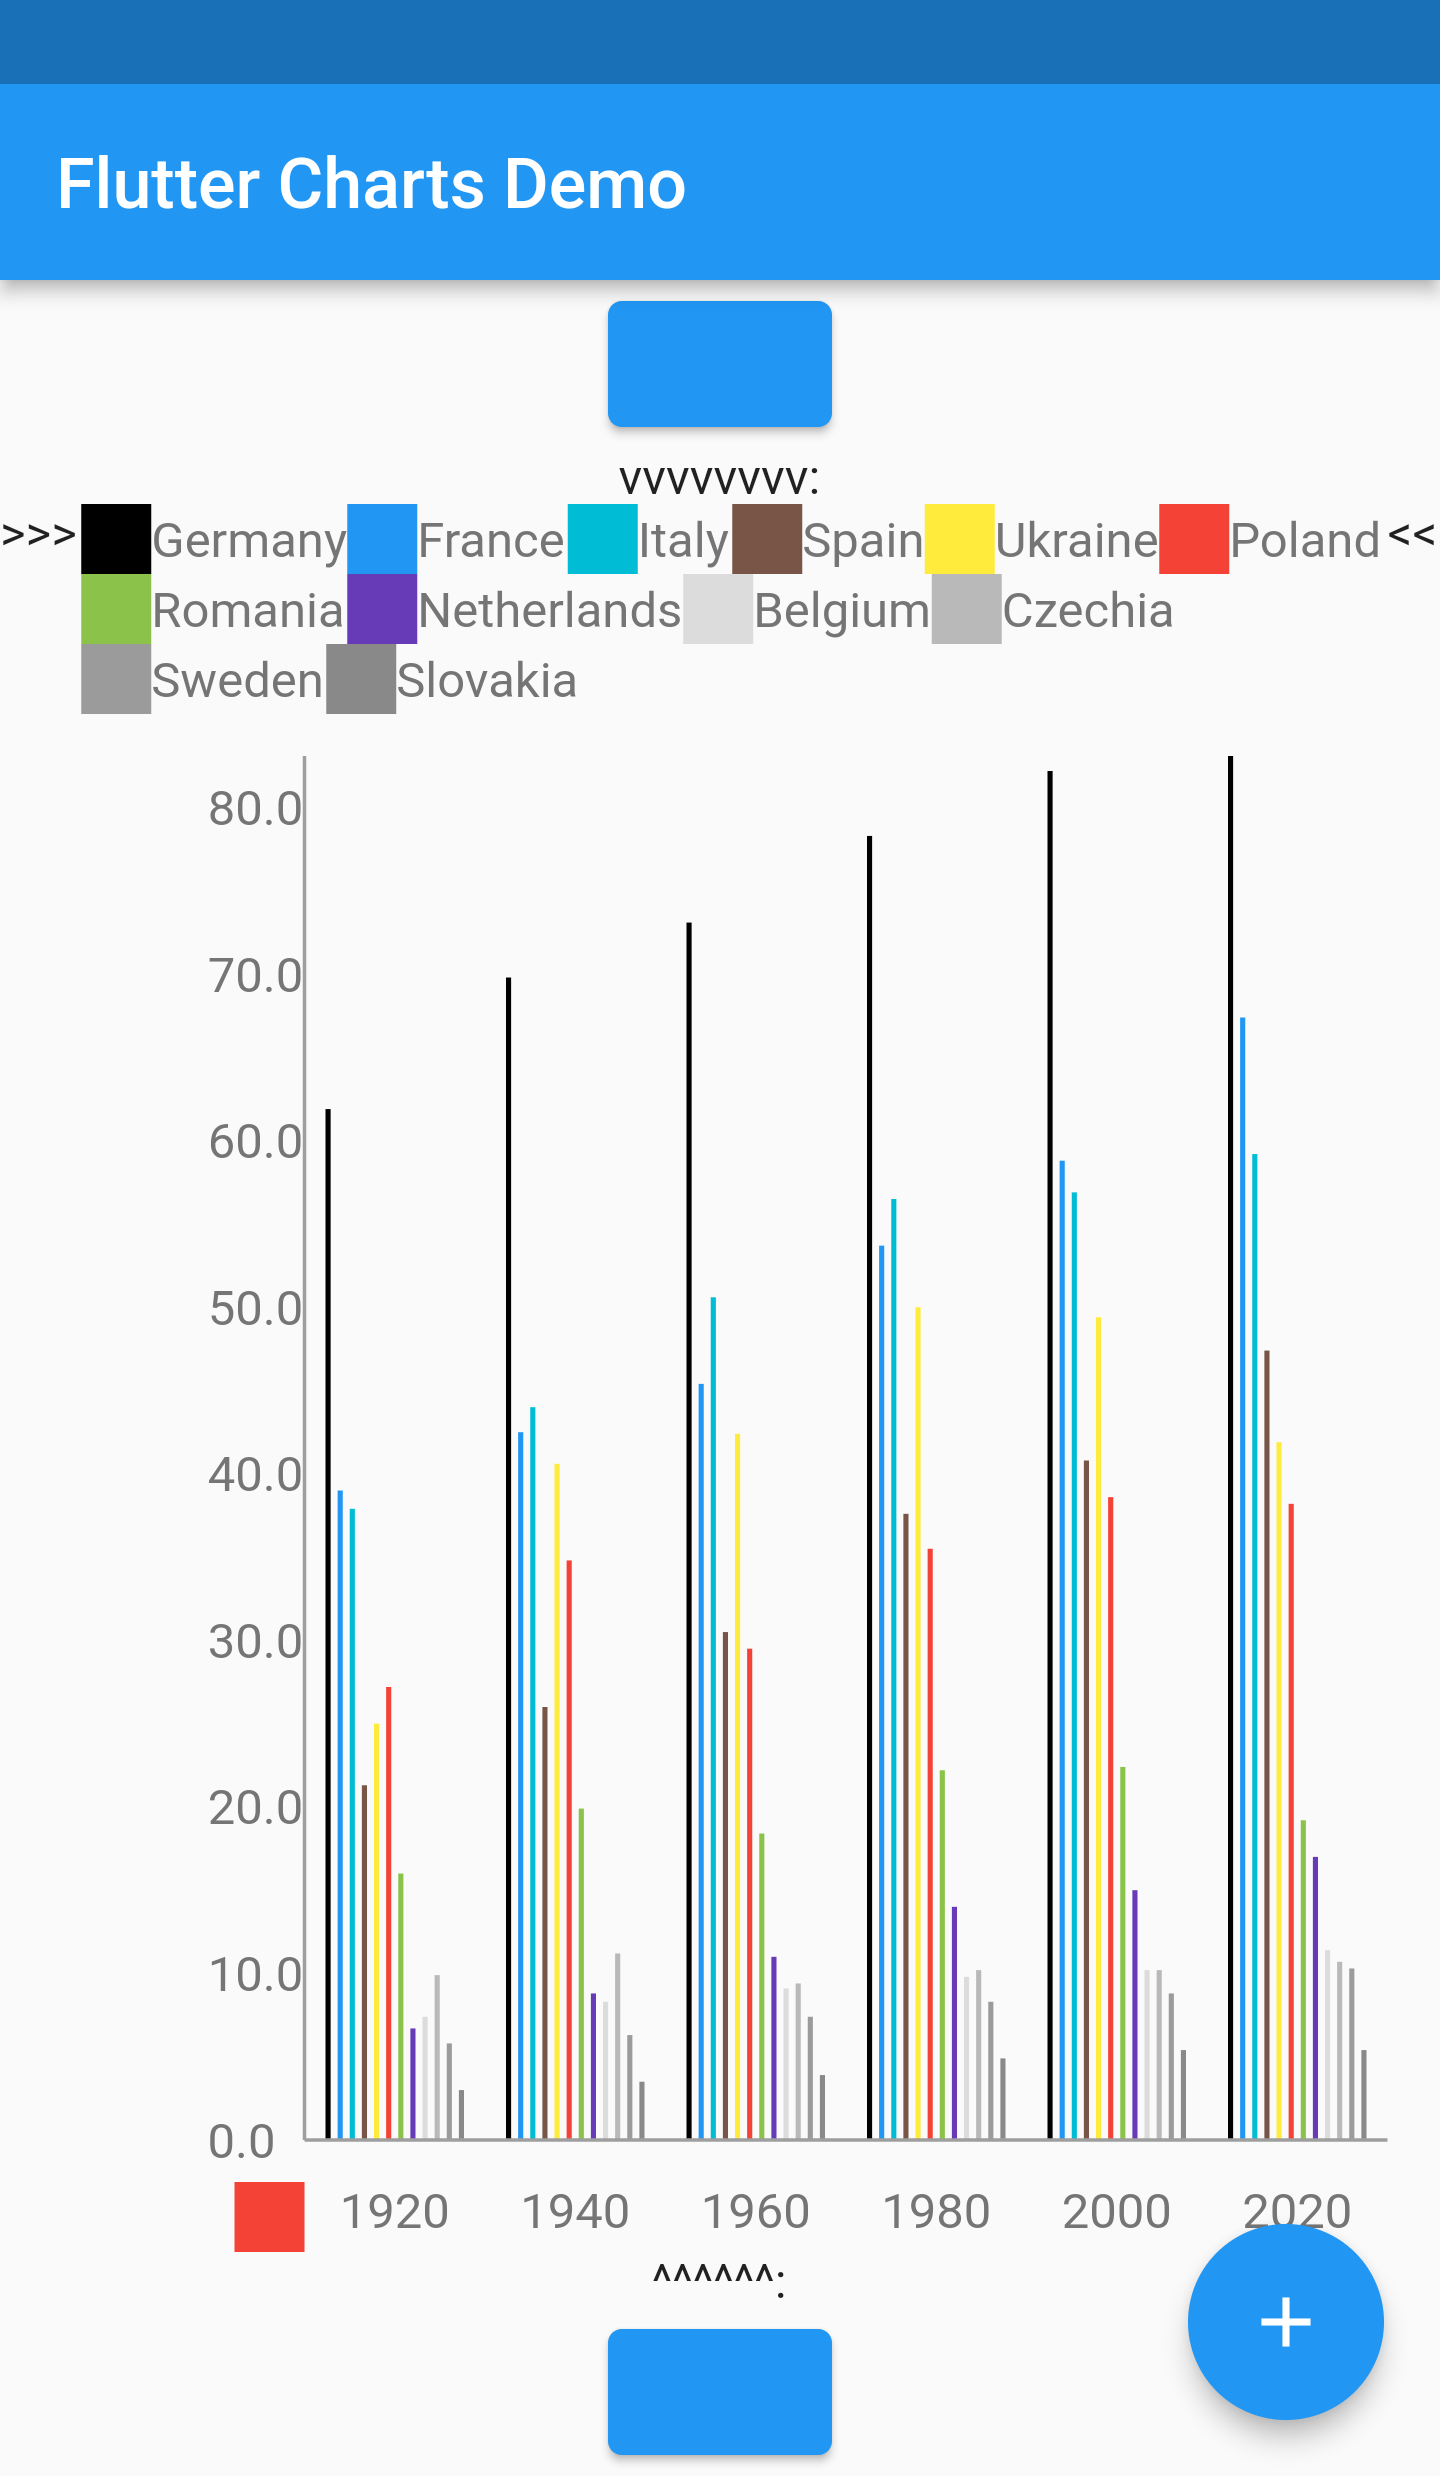 Flutter Charts Demo
vvvvvvvv:
>>> Germany France Italy Spain Ukraine Poland <<
Romania Netherlands Belgium Czechia
Sweden Slovakia
80.0
70.0
60.0
50.0
40.0
30.0
20.0
10.0
0.0
1920 1940 1960 1980 2000 2020
^^^^^^:
+